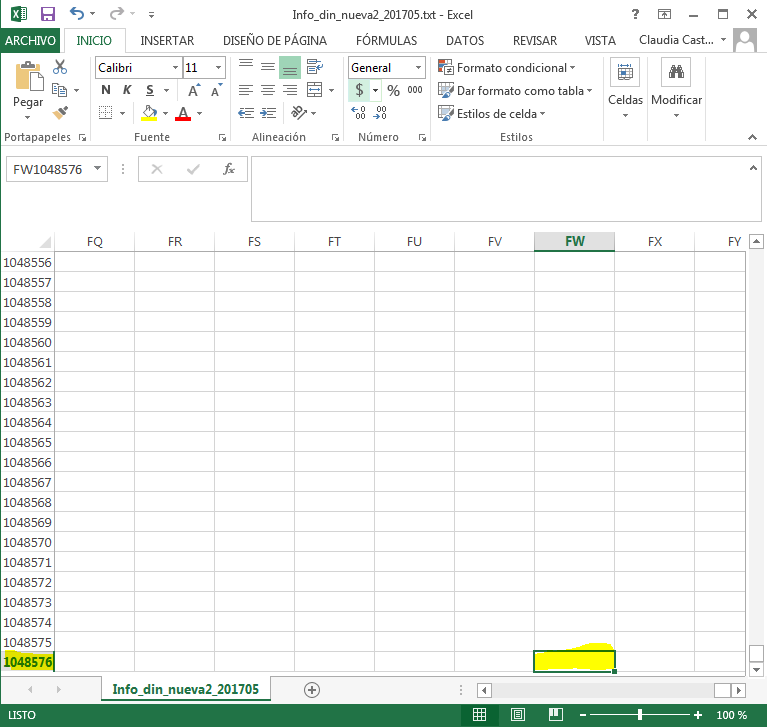 Info_din_nueva2_201705.txt - Excel
ARCHIVO INICIO INSERTAR DISEÑO DE PÁGINA FÓRMULAS DATOS REVISAR VISTA Claudia Cast...
Pegar
Calibri 11
N K S A A
A
General
$ % 000
Formato condicional
Dar formato como tabla
Estilos de celda
Celdas
Modificar
Portapapeles Fuente Alineación Número Estilos
FW1048576
fx
FQ FR FS FT FU FV FW FX FY
1048556
1048557
1048558
1048559
1048560
1048561
1048562
1048563
1048564
1048565
1048566
1048567
1048568
1048569
1048570
1048571
1048572
1048573
1048574
1048575
1048576
Info_din_nueva2_201705
LISTO 100 %